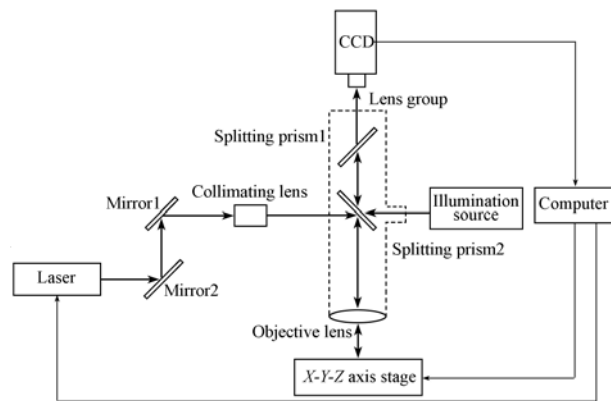 CCD
Lens group
Splitting prism1
Collimating lens
Mirror1
Illumination
source
Computer
Splitting prism2
Laser
Mirror2
Objective lens
X-Y-Z axis stage